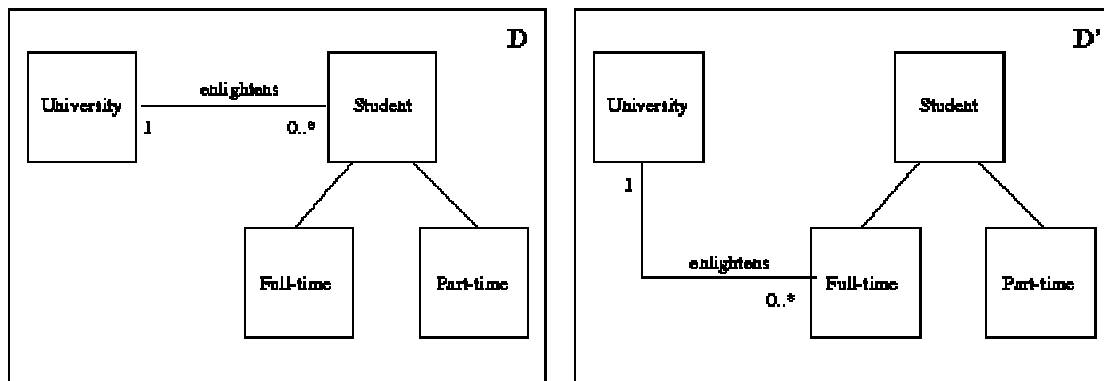 D
enlightens
University
Student
1
0..*
Full-time
Part-time
D'
University
Student
1
enlightens
0..*
Full-time
Part-time